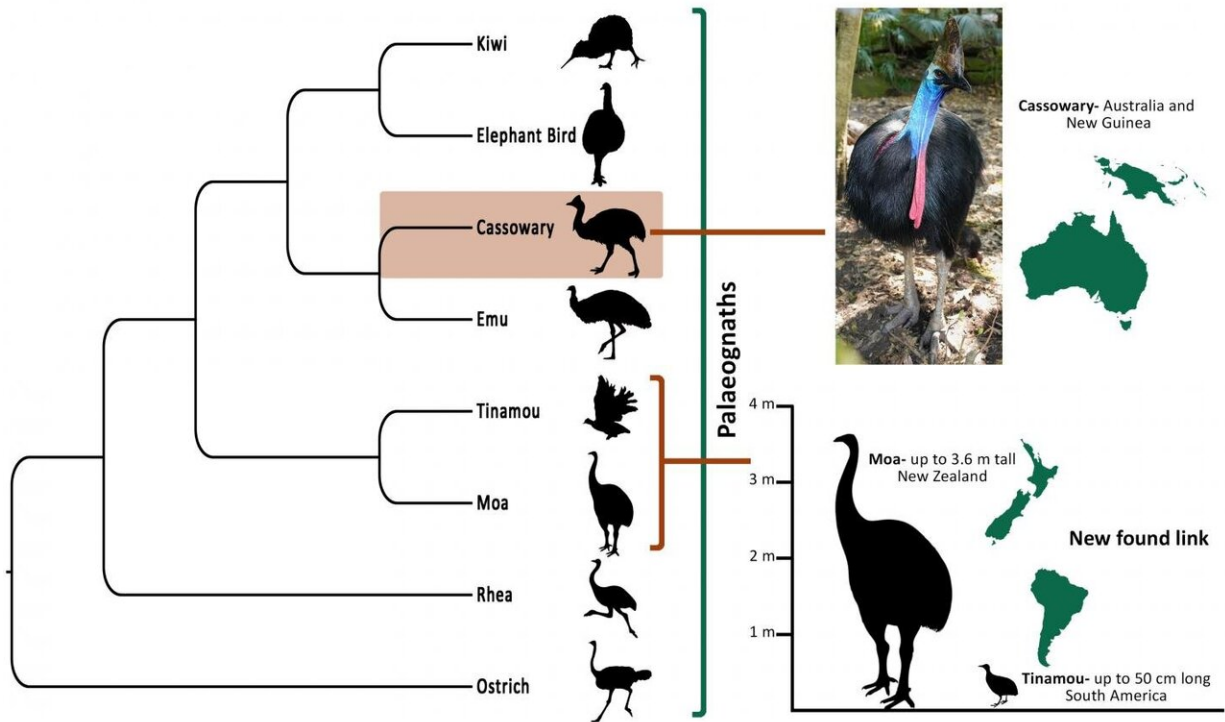 Kiwi
Elephant Bird
Cassowary
Emu
Tinamou
Moa
Rhea
Ostrich
Palaeognaths
Cassowary- Australia and
New Guinea
4 m
3 m
2 m
1 m
Moa- up to 3.6 m tall
New Zealand
New found link
Tinamou- up to 50 cm long
South America